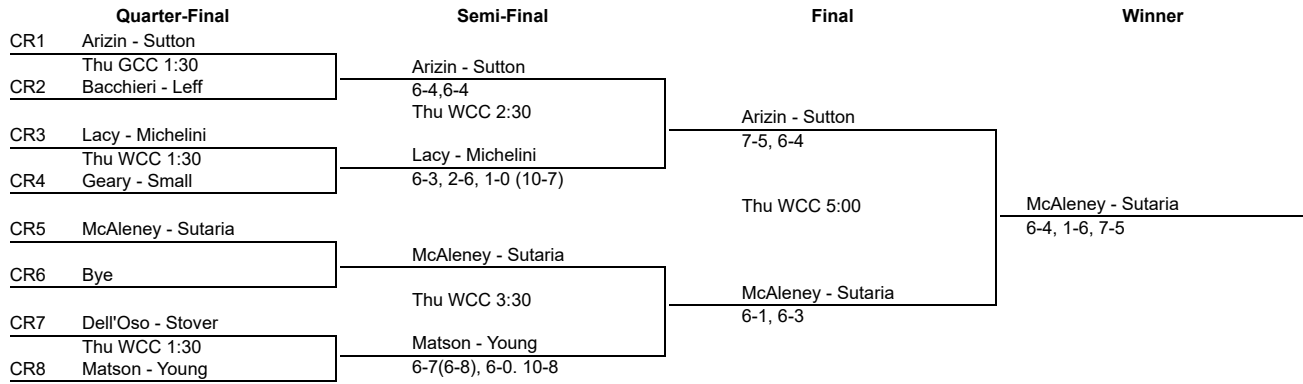 Quarter-Final Semi-Final Final Winner
CR1 Arizin - Sutton
Thu GCC 1:30
CR2 Bacchieri - Leff
CR3 Lacy - Michelini
Thu WCC 1:30
CR4 Geary - Small
CR5 McAleney - Sutaria
CR6 Bye
CR7 Dell'Oso - Stover
Thu WCC 1:30
CR8 Matson - Young
Arizin - Sutton
6-4,6-4
Thu WCC 2:30
Lacy - Michelini
6-3, 2-6, 1-0 (10-7)
McAleney - Sutaria
Thu WCC 3:30
Matson - Young
6-7(6-8), 6-0. 10-8
Arizin - Sutton
7-5, 6-4
Thu WCC 5:00
McAleney - Sutaria
6-1, 6-3
McAleney - Sutaria
6-4, 1-6, 7-5